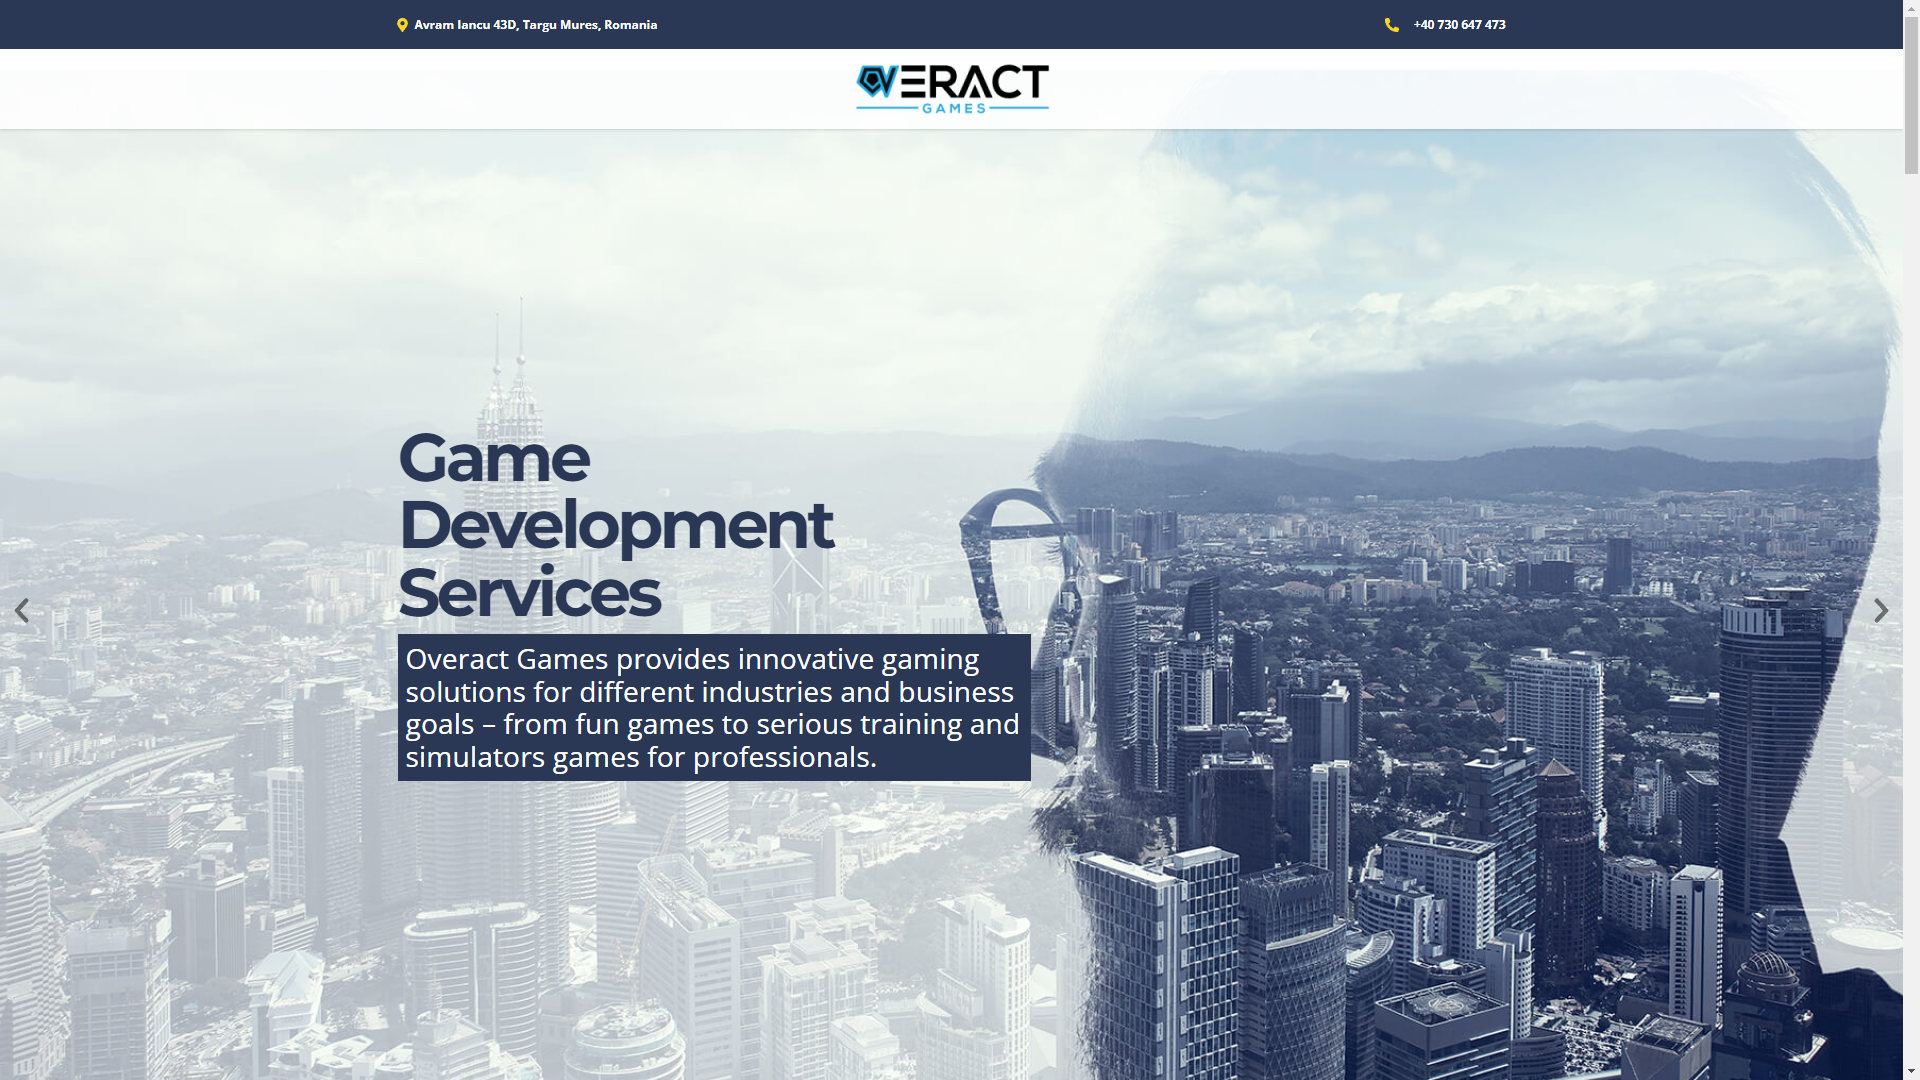 Avram Iancu 43D, Targu Mures, Romania
+40 730 647 473
OVERACT
GAMES
Game
Development
Services
Overact Games provides innovative gaming
solutions for different industries and business
goals – from fun games to serious training and
simulators games for professionals.